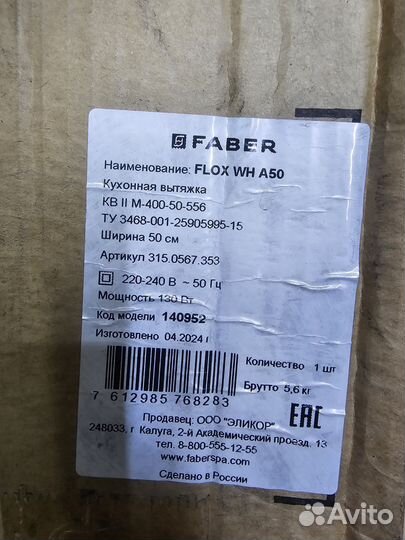 FABER
Наименование: FLOX WH A50
Кухонная вытяжка
КВ II М-400-50-556
ТУ 3468-001-25905995-15
Ширина 50 см
Артикул 315.0567.353
220-240 В ~ 50 Гц
Мощность 130 Вт
Код модели 140952
Изготовлено 04.2024 г
Количество 1 шт
Брутто 5,6 кг
7 612985 768283
EAC
Продавец: ООО "ЭЛИКОР"
248033, г Калуга, 2-й Академический проезд, 13
тел. 8-800-555-12-55
www.faberspa.com
Сделано в России
Avito